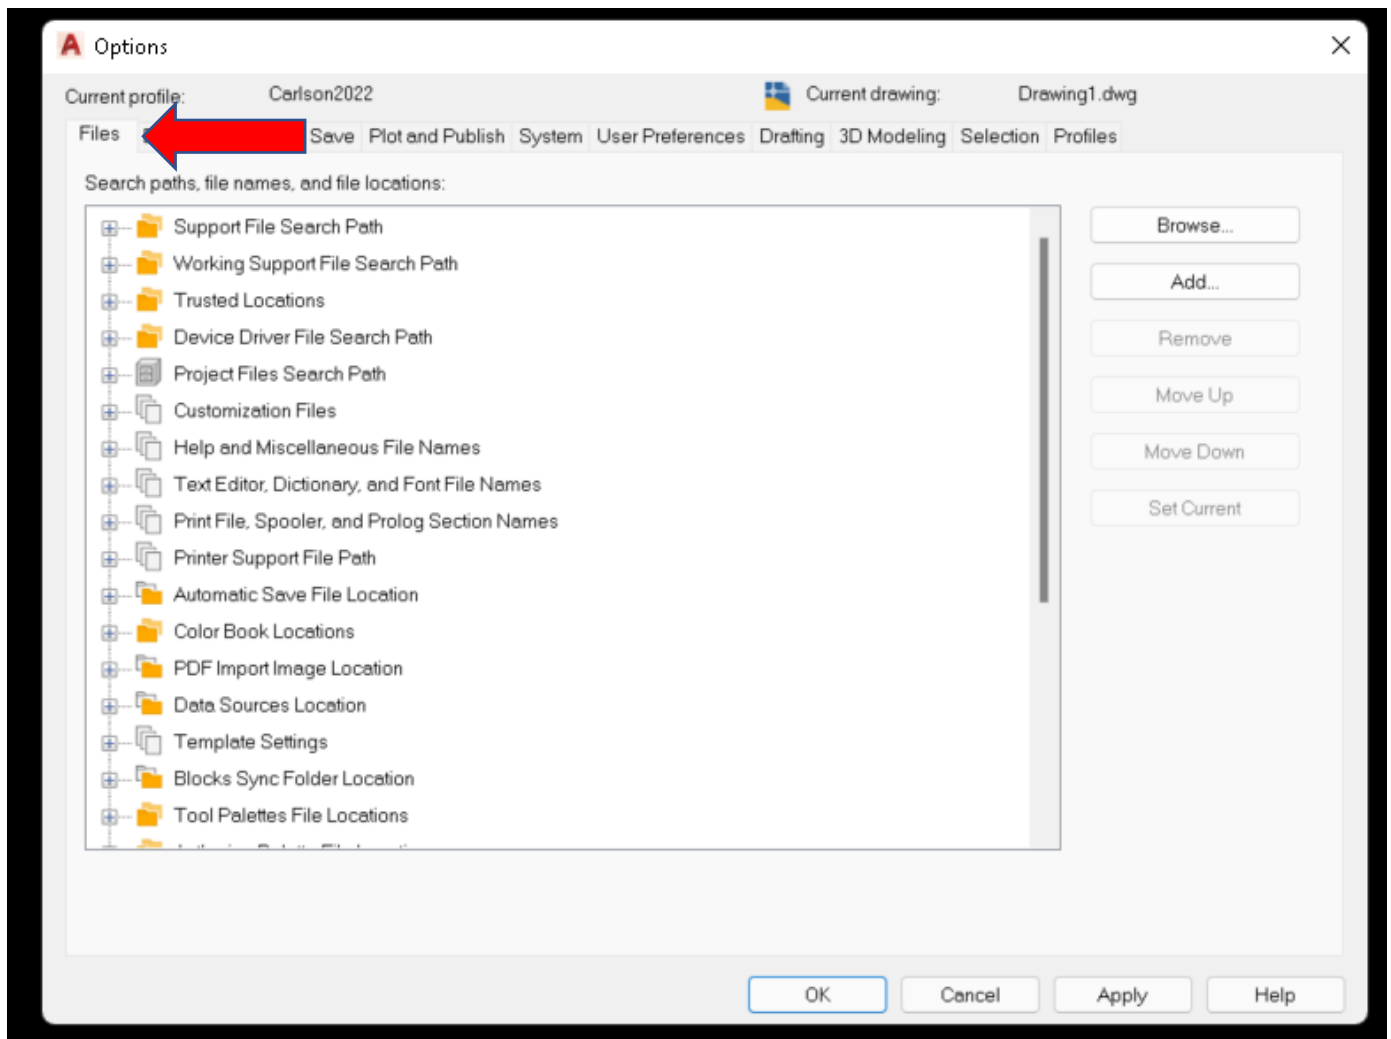 Options
Current profile: Carlson2022 Current drawing: Drawing1.dwg
Files Save Plot and Publish System User Preferences Drafting 3D Modeling Selection Profiles
Search paths, file names, and file locations:
Support File Search Path
Browse...
Working Support File Search Path
Add...
Trusted Locations
Device Driver File Search Path
Remove
Project Files Search Path
Move Up
Customization Files
Help and Miscellaneous File Names
Move Down
Text Editor, Dictionary, and Font File Names
Set Current
Print File, Spooler, and Prolog Section Names
Printer Support File Path
Automatic Save File Location
Color Book Locations
PDF Import Image Location
Data Sources Location
Template Settings
Blocks Sync Folder Location
Tool Palettes File Locations
OK Cancel Apply Help